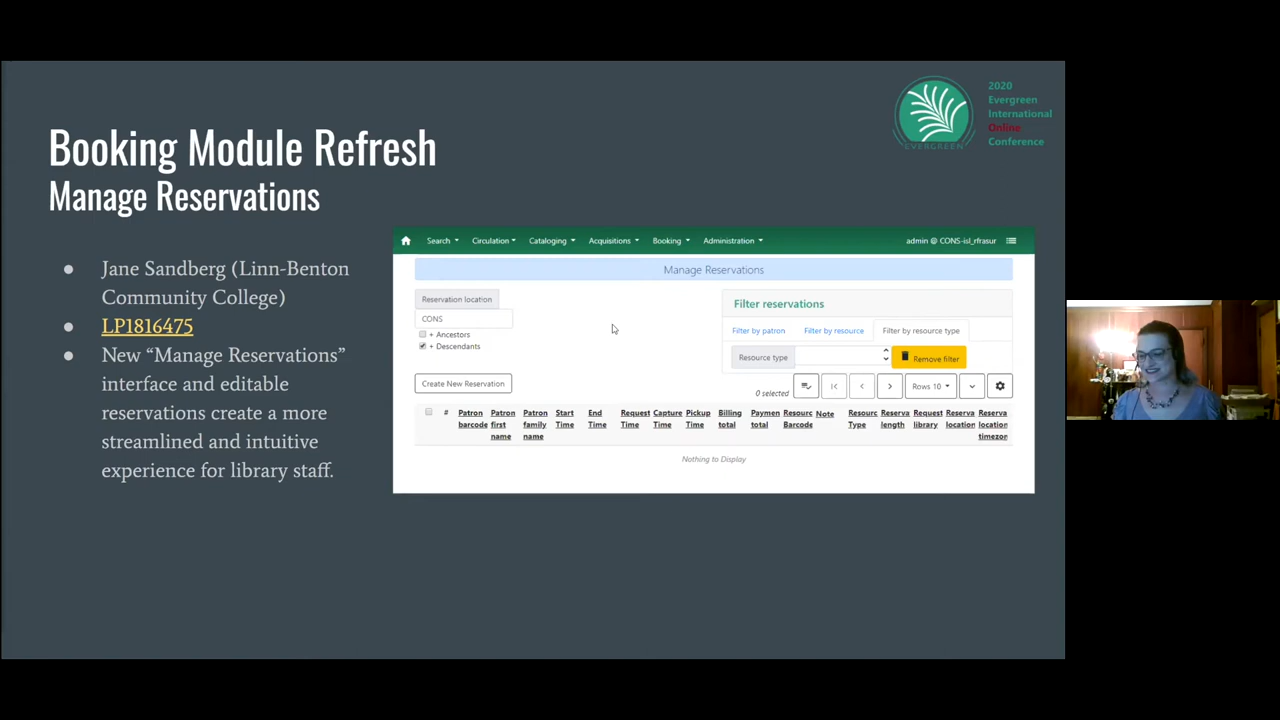 2020
Evergreen
International
Online
Conference
EVERGREEN
Booking Module Refresh
Manage Reservations
● Jane Sandberg (Linn-Benton
Community College)
● LP1816475
● New “Manage Reservations”
interface and editable
reservations create a more
streamlined and intuitive
experience for library staff.
Search Circulation Cataloging Acquisitions Booking Administration admin @ CONS-isl_rfrasur
Manage Reservations
Reservation location
CONS
+ Ancestors
+ Descendants
Filter reservations
Filter by patron Filter by resource Filter by resource type
Resource type Remove filter
Create New Reservation
0 selected Rows 10
# Patron barcode Patron first name Patron family name Start Time End Time Request Time Capture Time Pickup Time Billing total Paymen total Resourc Barcode Note Resourc Type Reserva length Request library Reserva location Reserva location timezon
Nothing to Display